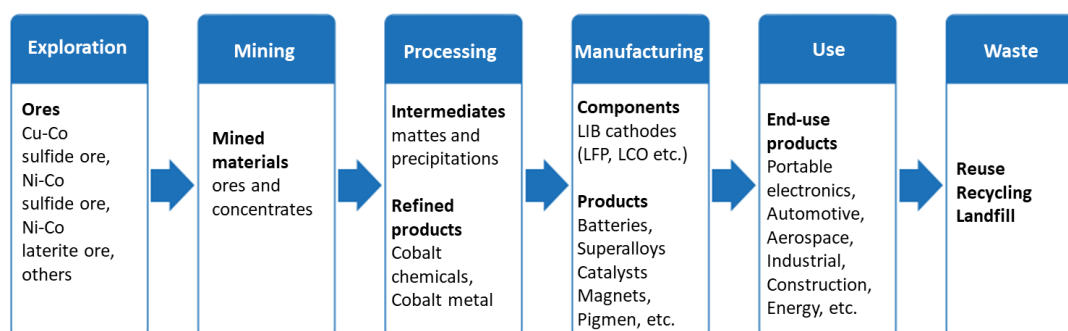 Exploration
Ores
Cu-Co
sulfide ore,
Ni-Co
sulfide ore,
Ni-Co
laterite ore,
others
Mining
Mined
materials
ores and
concentrates
Processing
Intermediates
mattes and
precipitations
Refined
products
Cobalt
chemicals,
Cobalt metal
Manufacturing
Components
LIB cathodes
(LFP, LCO etc.)
Products
Batteries,
Superalloys
Catalysts
Magnets,
Pigmen, etc.
Use
End-use
products
Portable
electronics,
Automotive,
Aerospace,
Industrial,
Construction,
Energy, etc.
Waste
Reuse
Recycling
Landfill